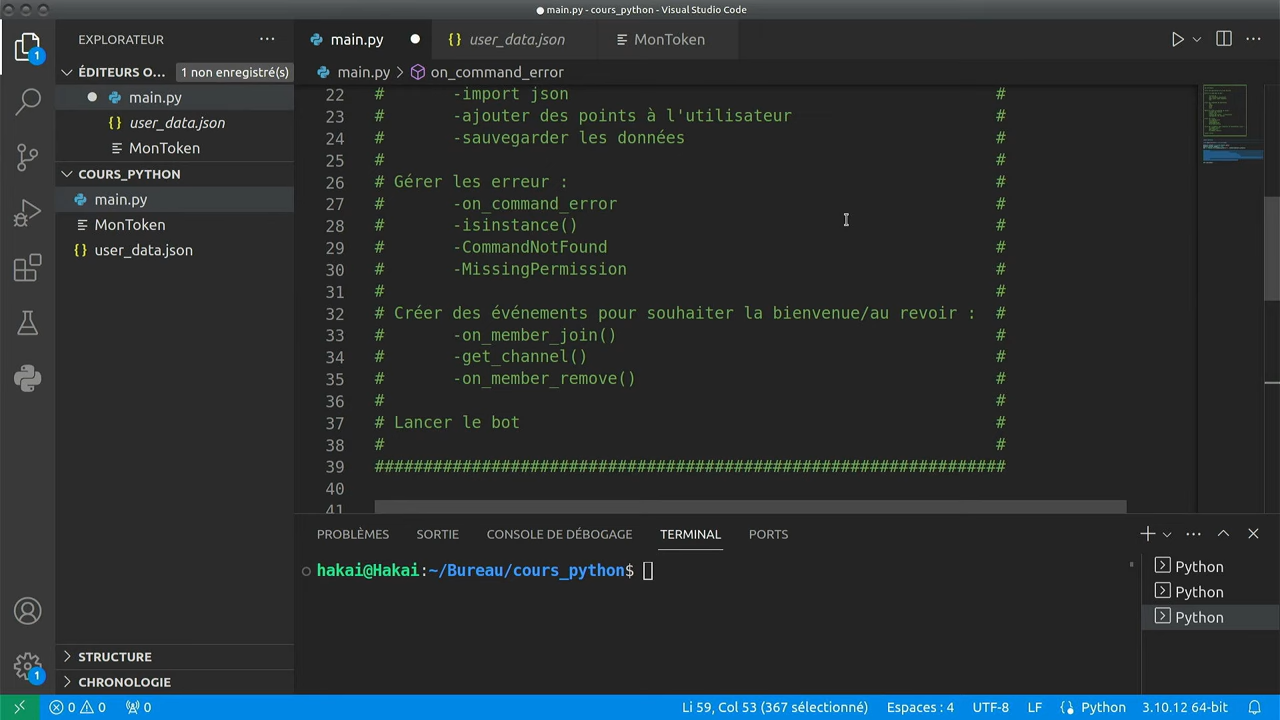 main.py - cours_python - Visual Studio Code
EXPLORATEUR
ÉDITEURS O... 1 non enregistré(s)
main.py
user_data.json
MonToken
COURS_PYTHON
main.py
MonToken
user_data.json
STRUCTURE
CHRONOLOGIE
1
1
main.py
user_data.json
MonToken
main.py > on_command_error
22 # -import json #
23 # -ajouter des points à l'utilisateur #
24 # -sauvegarder les données #
25 # #
26 # Gérer les erreur : #
27 # -on_command_error #
28 # -isinstance() #
29 # -CommandNotFound #
30 # -MissingPermission #
31 # #
32 # Créer des événements pour souhaiter la bienvenue/au revoir : #
33 # -on_member_join() #
34 # -get_channel() #
35 # -on_member_remove() #
36 # #
37 # Lancer le bot #
38 # #
39 #################################################################
40
41
PROBLÈMES SORTIE CONSOLE DE DÉBOGAGE TERMINAL PORTS
hakai@Hakai:~/Bureau/cours_python$
Python
Python
Python
0 0 0 Li 59, Col 53 (367 sélectionné) Espaces : 4 UTF-8 LF Python 3.10.12 64-bit